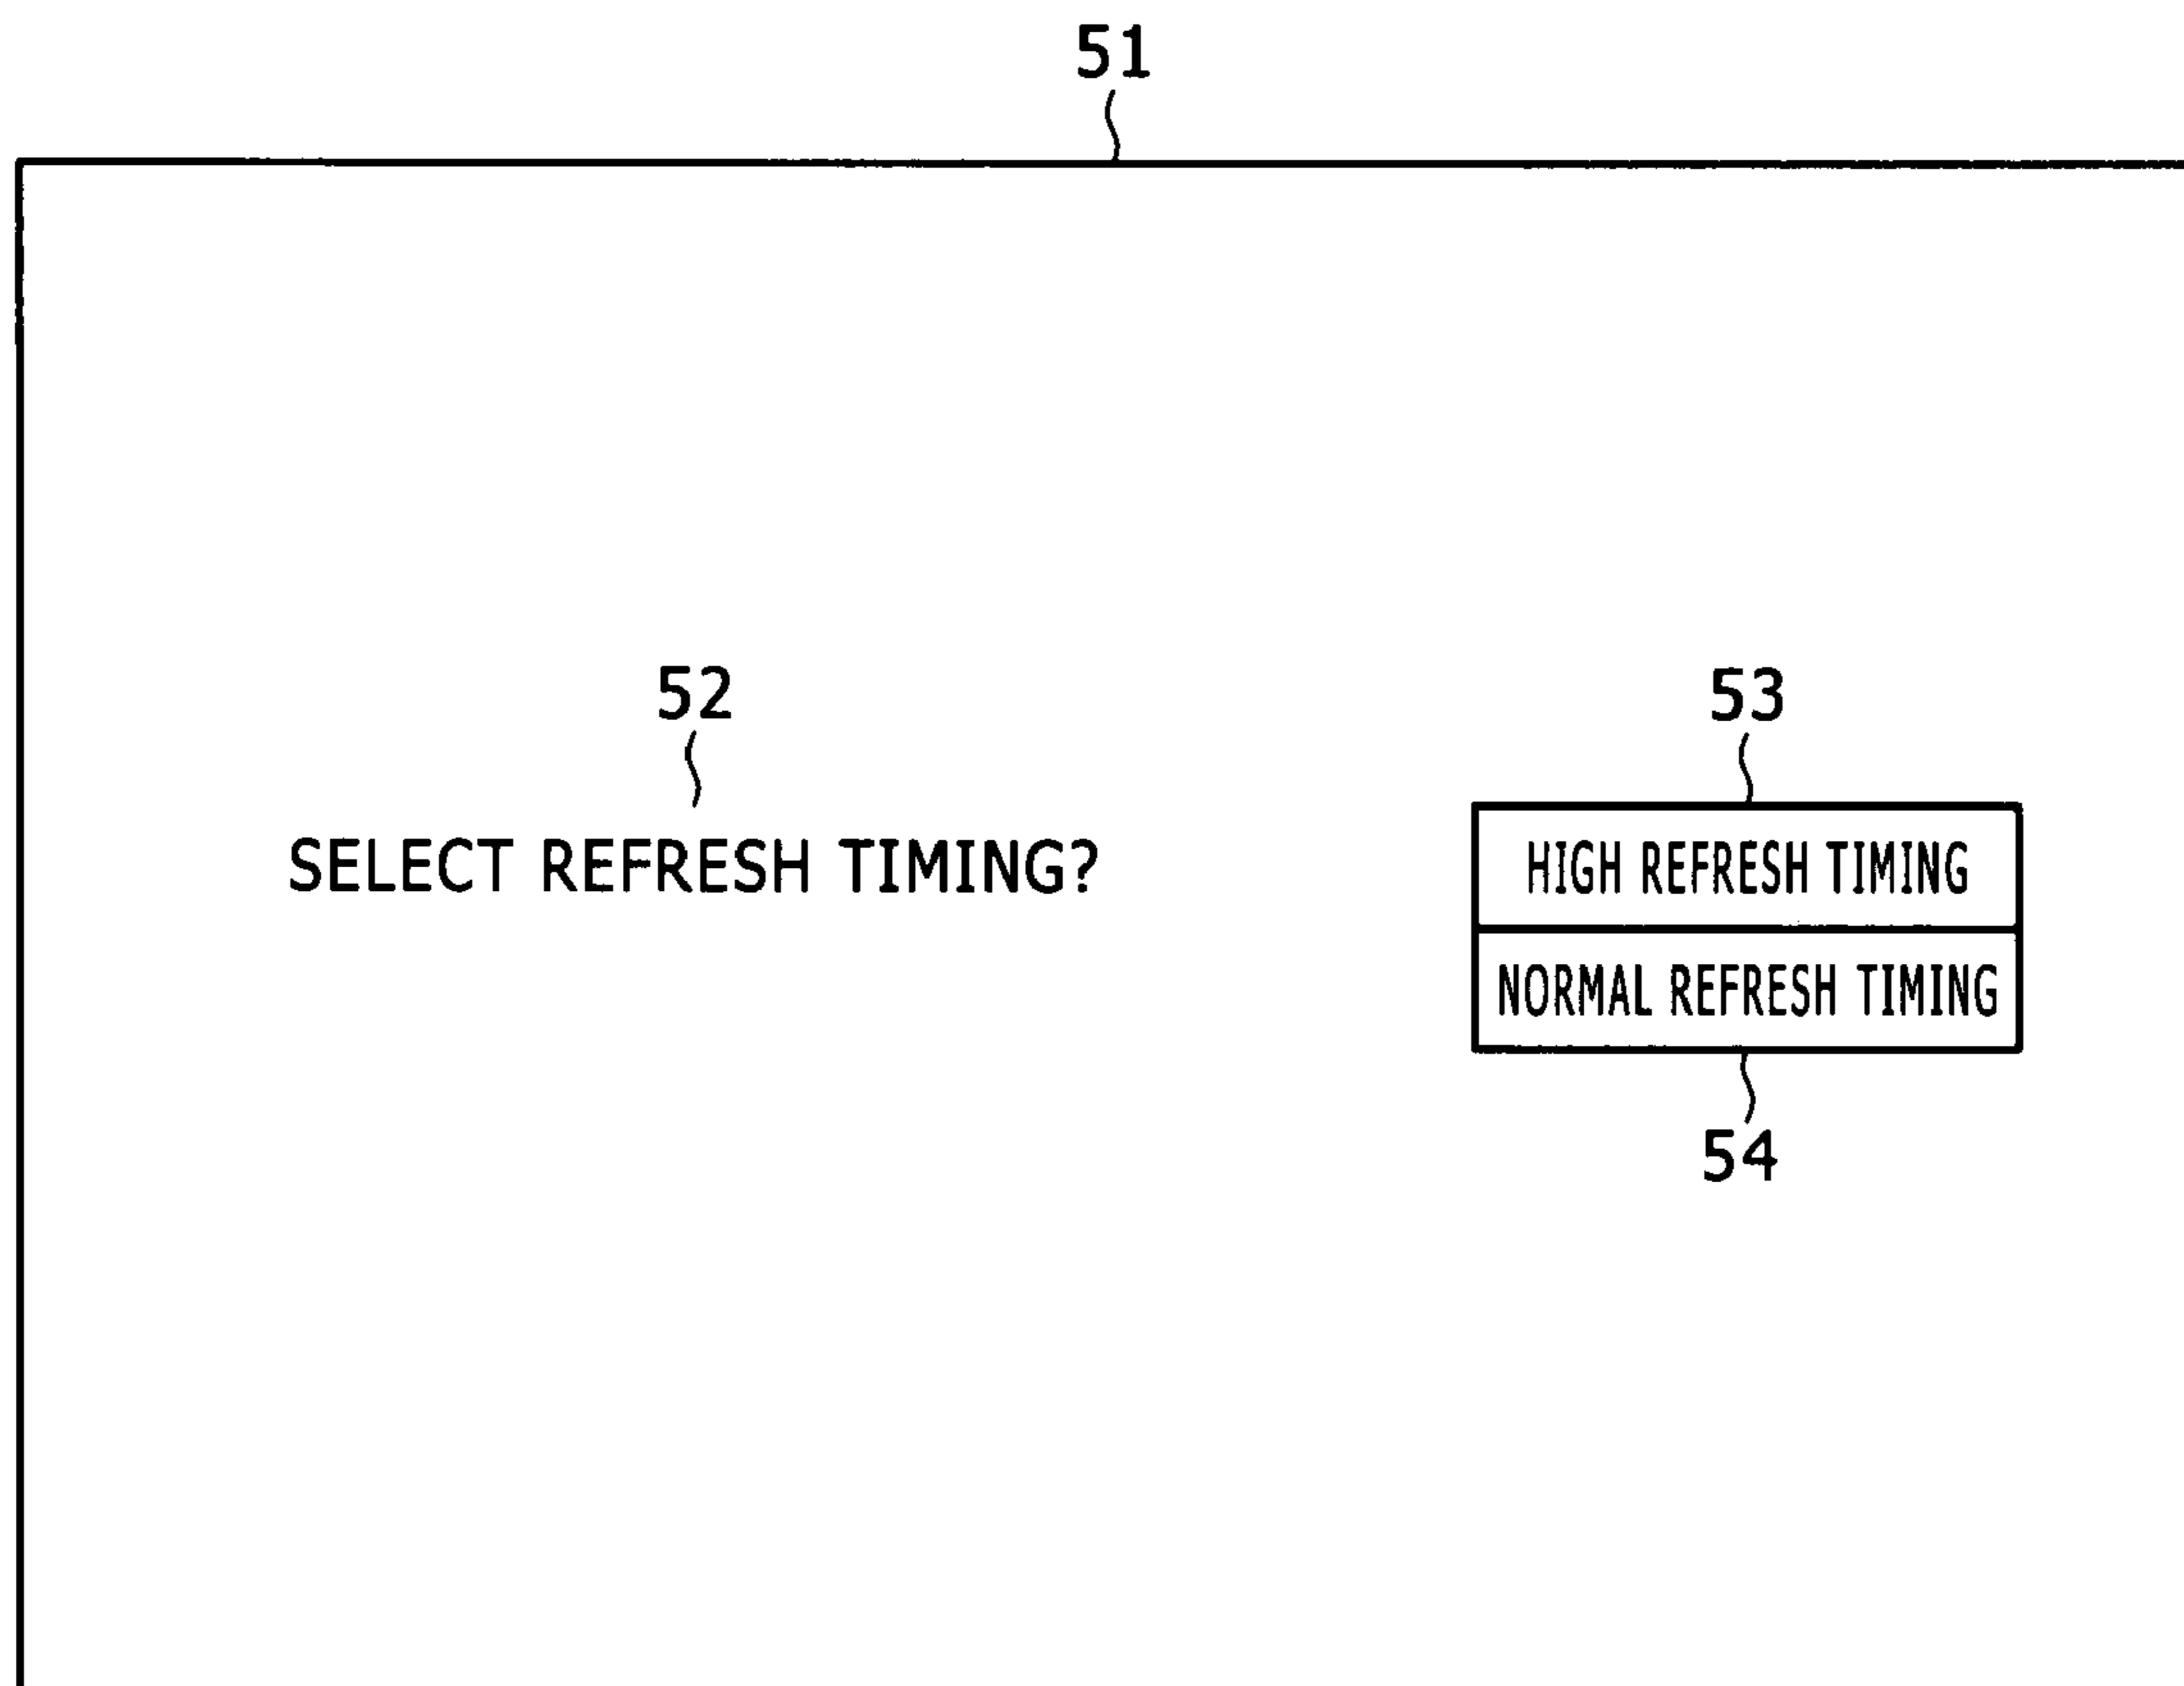 51
52
53
SELECT REFRESH TIMING?
HIGH REFRESH TIMING
NORMAL REFRESH TIMING
54